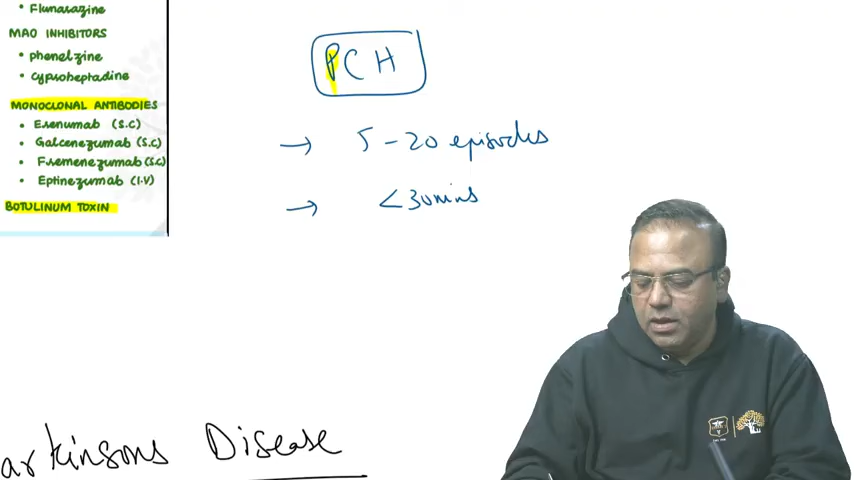 • Flunarazine
MAO INHIBITORS
• phenelzine
• cyproheptadine
MONOCLONAL ANTIBODIES
• Erenumab (S.C)
• Galcenezumab (S.C)
• Fremenezumab (S.C)
• Eptinezumab (I.V)
BOTULINUM TOXIN
PCH
→ 5-20 episodes
→ <30mins
arkinsons Disease